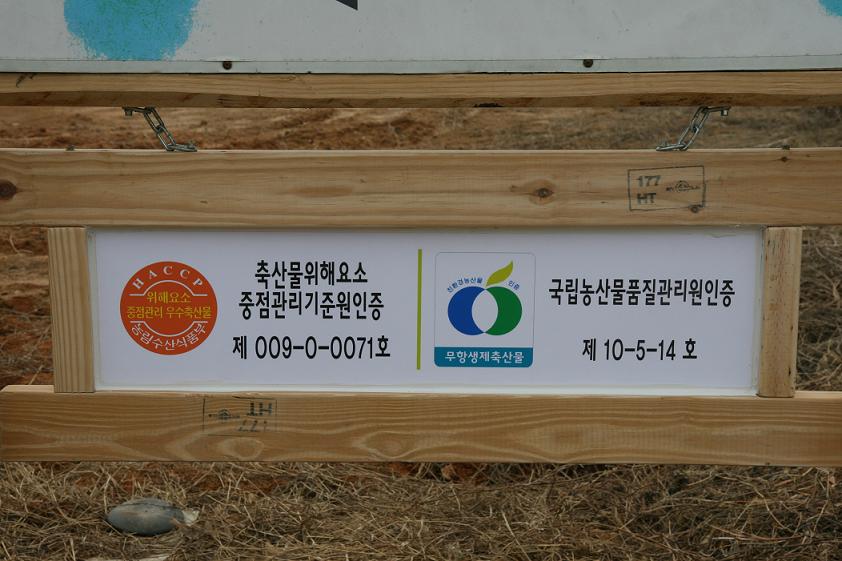 177
HT
HACCP
위해요소
중점관리 우수축산물
농림수산식품부
축산물위해요소
중점관리기준원인증
제 009-0-0071호
친환경농산물 인증
무항생제축산물
국립농산물품질관리원인증
제 10-5-14 호
HT
177